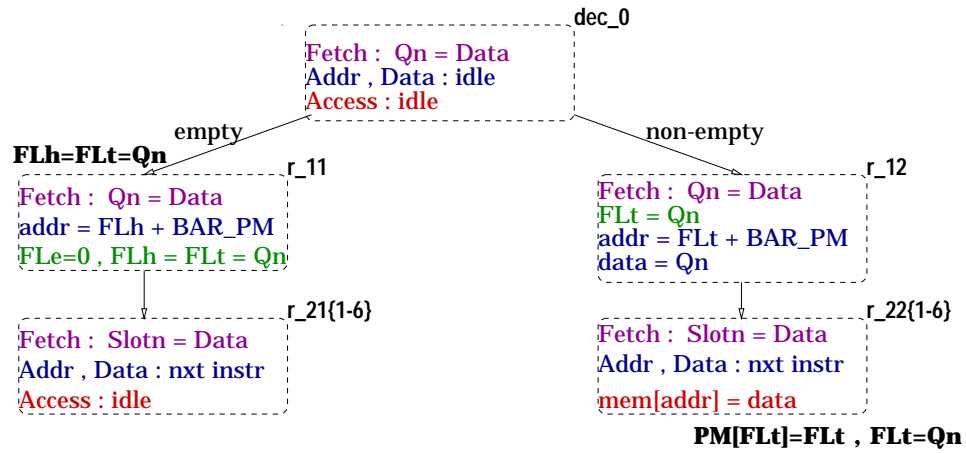 dec_0
Fetch : Qn = Data
Addr , Data : idle
Access : idle
empty
non-empty
FLh=FLt=Qn
r_11
Fetch : Qn = Data
addr = FLh + BAR_PM
FLe=0 , FLh = FLt = Qn
r_12
Fetch : Qn = Data
FLt = Qn
addr = FLt + BAR_PM
data = Qn
r_21{1-6}
Fetch : Slotn = Data
Addr , Data : nxt instr
Access : idle
r_22{1-6}
Fetch : Slotn = Data
Addr , Data : nxt instr
mem[addr] = data
PM[FLt]=FLt , FLt=Qn